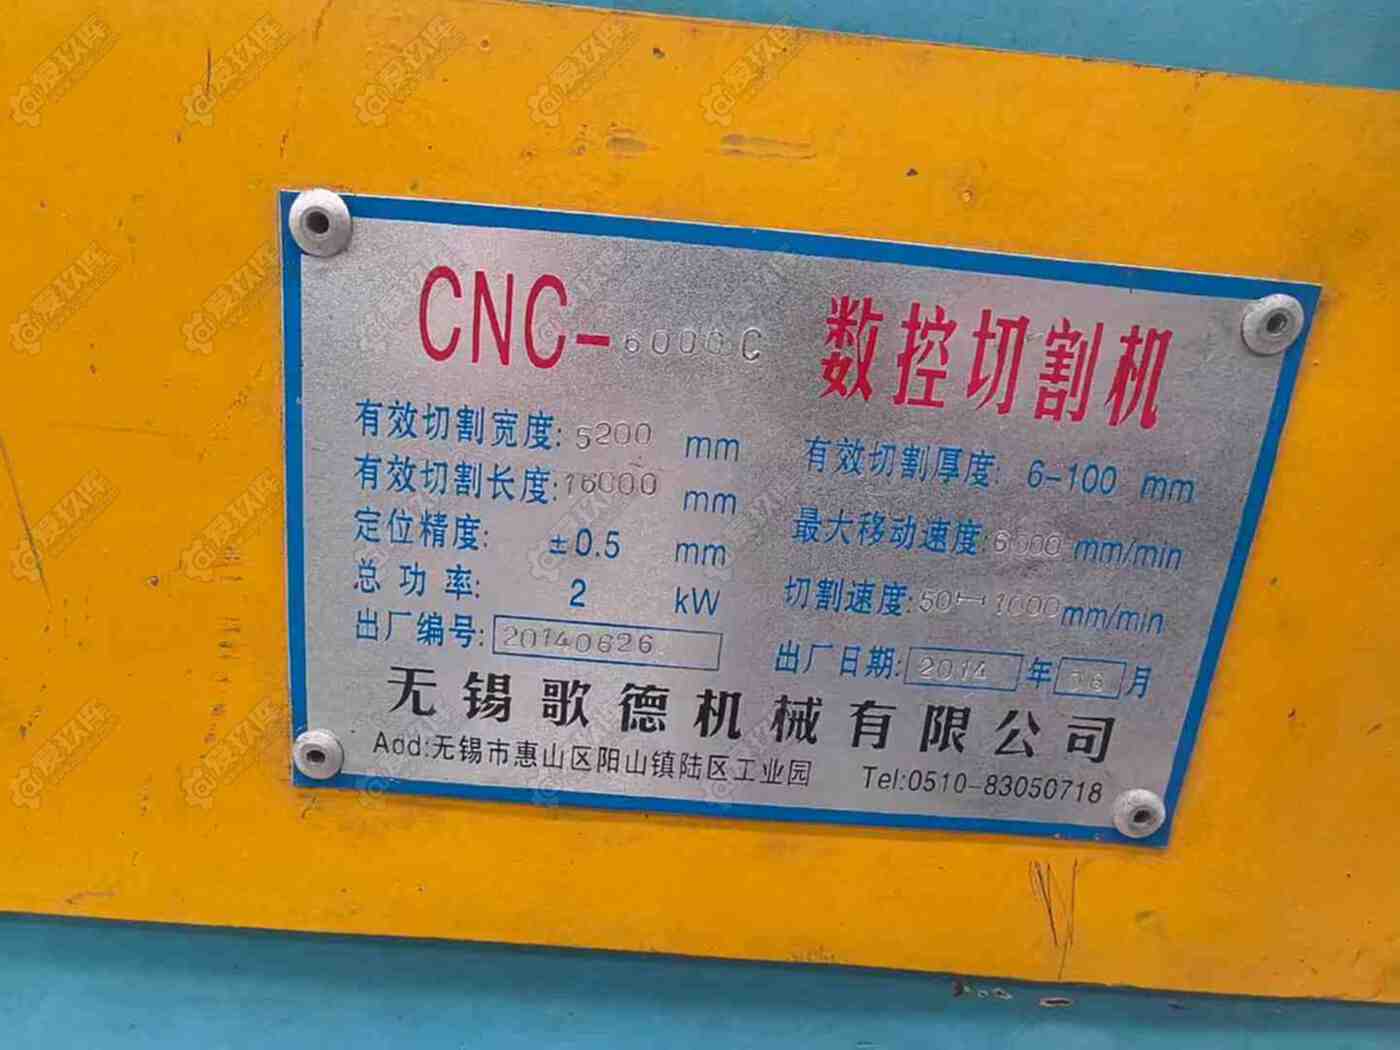 CNC-6000C 数控切割机
有效切割宽度: 5200 mm
有效切割厚度: 6-100 mm
有效切割长度: 16000 mm
最大移动速度: 6000 mm/min
定位精度: ±0.5 mm
切割速度: 50-1000 mm/min
总功率: 2 kW
出厂编号: 20140626
出厂日期: 2014 年 06 月
无锡歌德机械有限公司
Add:无锡市惠山区阳山镇陆区工业园 Tel:0510-83050718
爱玖库